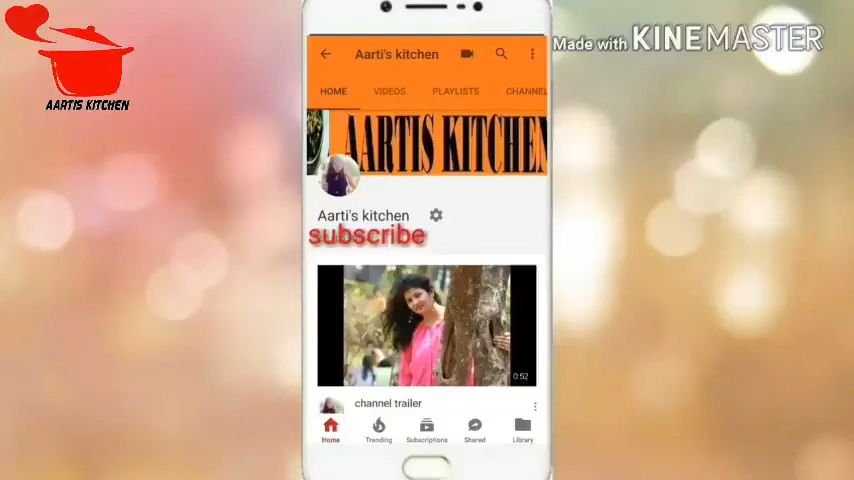 AARTIS KITCHEN
Made with KINEMASTER
Aarti's kitchen
HOME VIDEOS PLAYLISTS CHANNEL
AARTIS KITCHEN
Aarti's kitchen
subscribe
0:52
channel trailer
Home Trending Subscriptions Shared Library